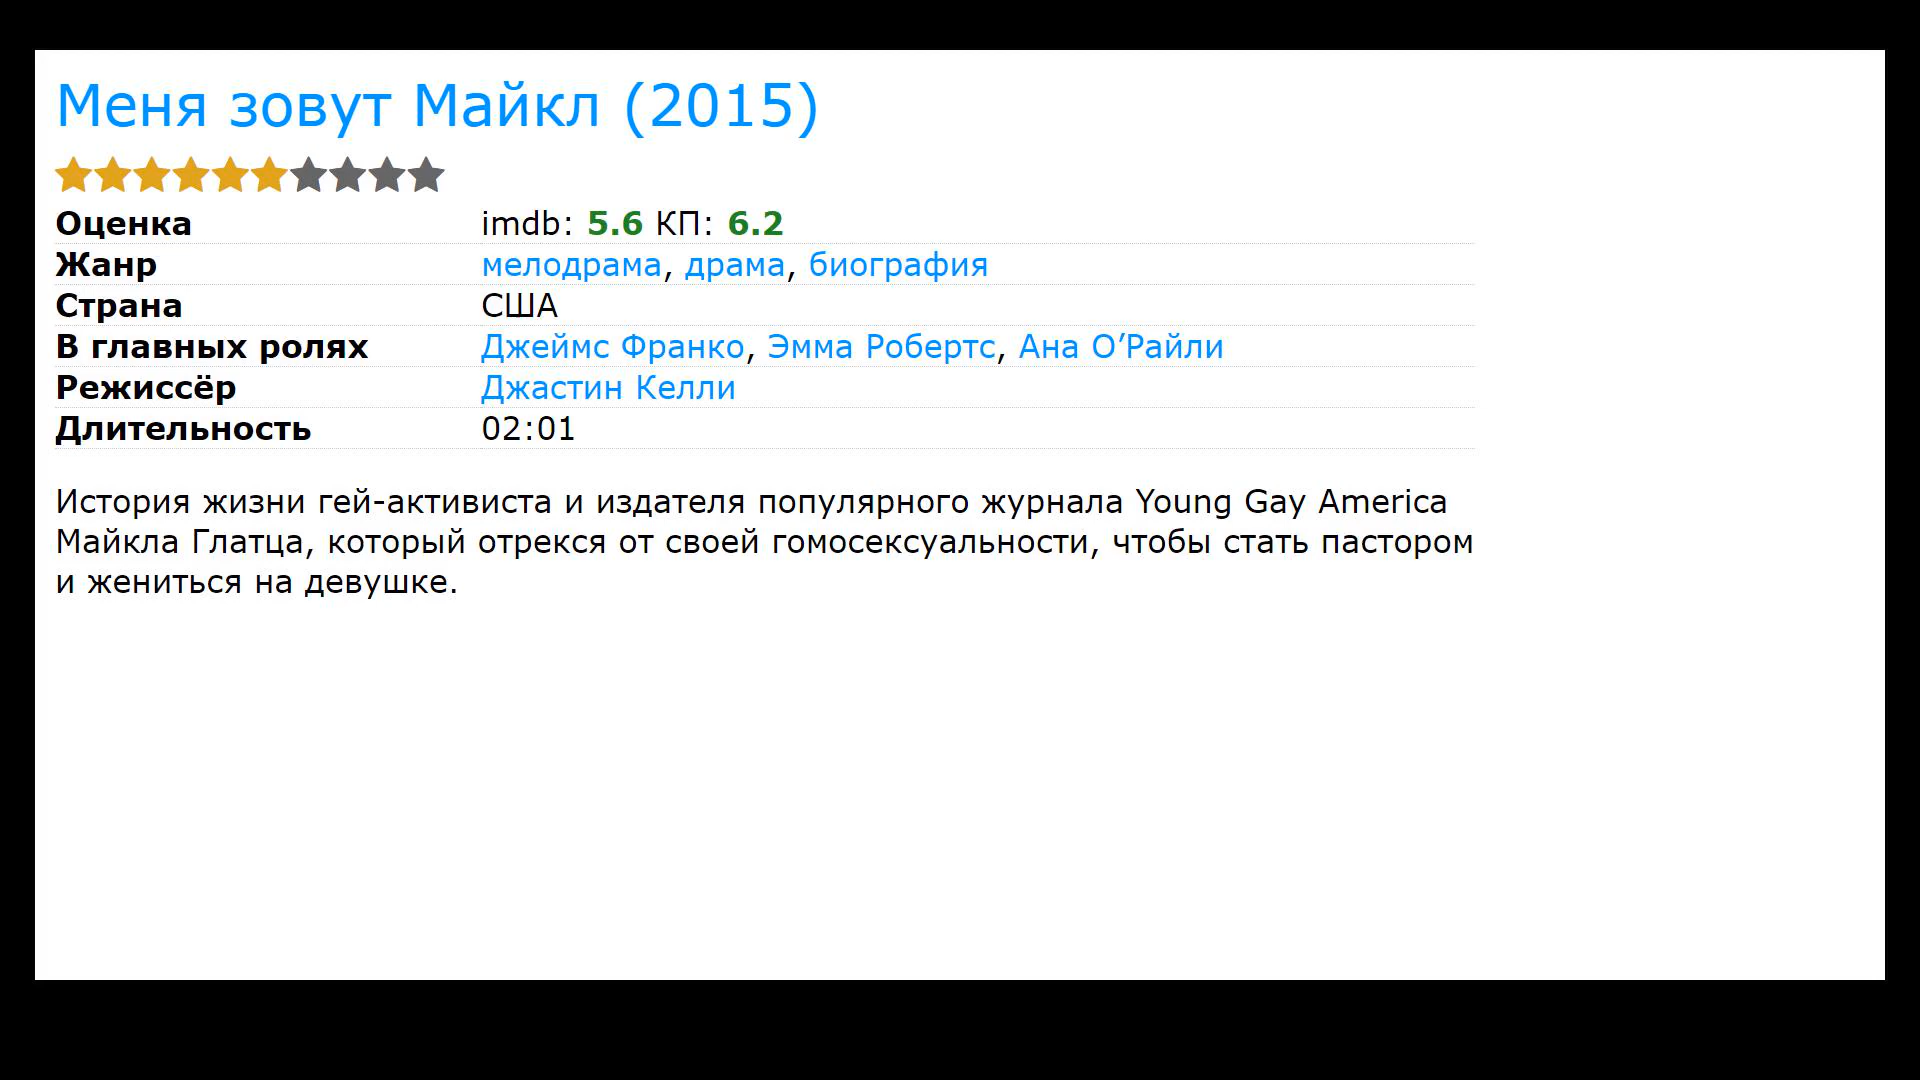 Меня зовут Майкл (2015)
Оценка imdb: 5.6 КП: 6.2
Жанр мелодрама, драма, биография
Страна США
В главных ролях Джеймс Франко, Эмма Робертс, Ана О’Райли
Режиссёр Джастин Келли
Длительность 02:01
История жизни гей-активиста и издателя популярного журнала Young Gay America
Майкла Глатца, который отрекся от своей гомосексуальности, чтобы стать пастором
и жениться на девушке.